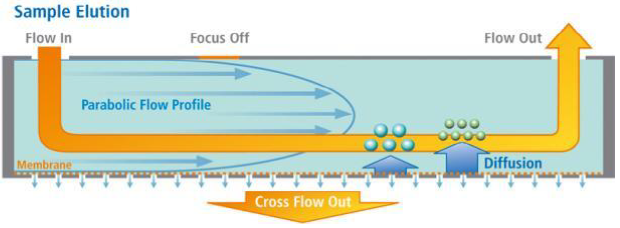 Sample Elution
Flow In
Focus Off
Flow Out
Parabolic Flow Profile
Membrane
Diffusion
Cross Flow Out